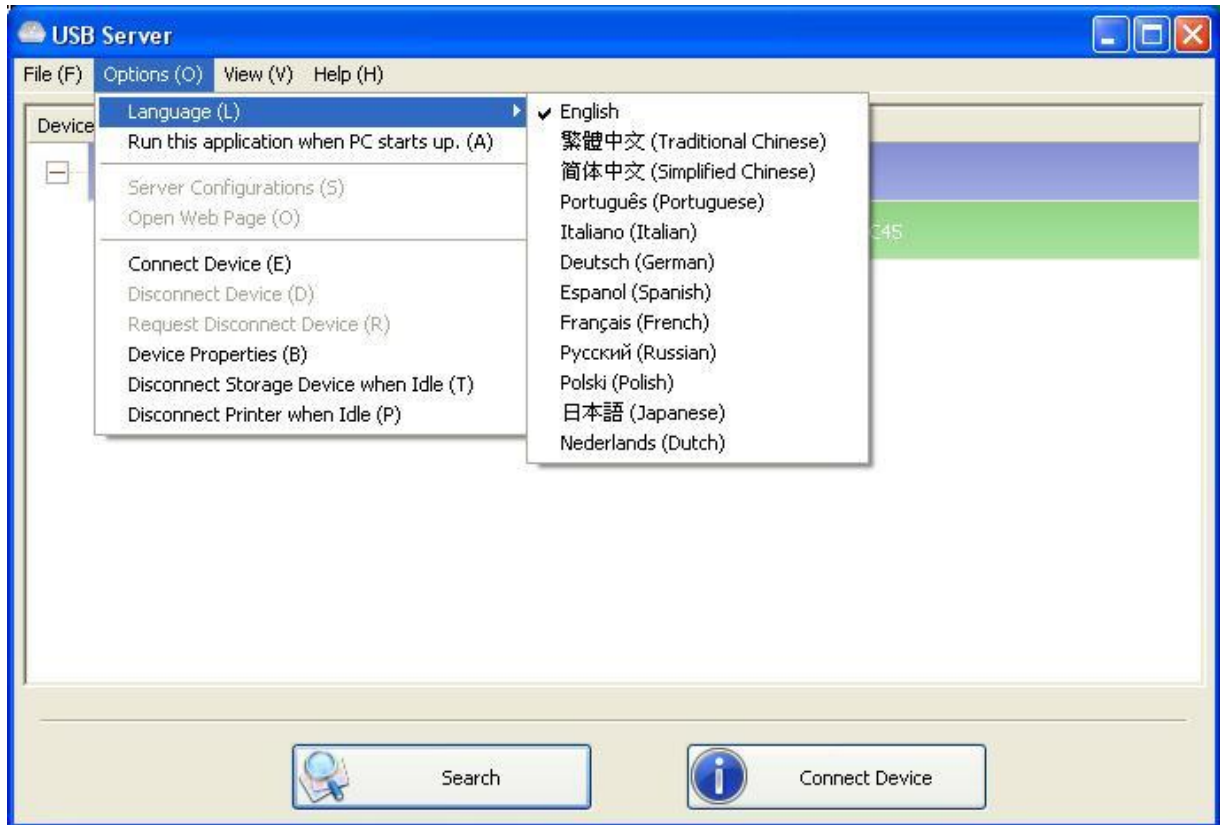 USB Server
File (F) Options (O) View (V) Help (H)
Device
Language (L)
Run this application when PC starts up. (A)
Server Configurations (S)
Open Web Page (O)
Connect Device (E)
Disconnect Device (D)
Request Disconnect Device (R)
Device Properties (B)
Disconnect Storage Device when Idle (T)
Disconnect Printer when Idle (P)
English
繁體中文 (Traditional Chinese)
简体中文 (Simplified Chinese)
Português (Portuguese)
Italiano (Italian)
Deutsch (German)
Espanol (Spanish)
Français (French)
Русский (Russian)
Polski (Polish)
日本語 (Japanese)
Nederlands (Dutch)
Search
Connect Device